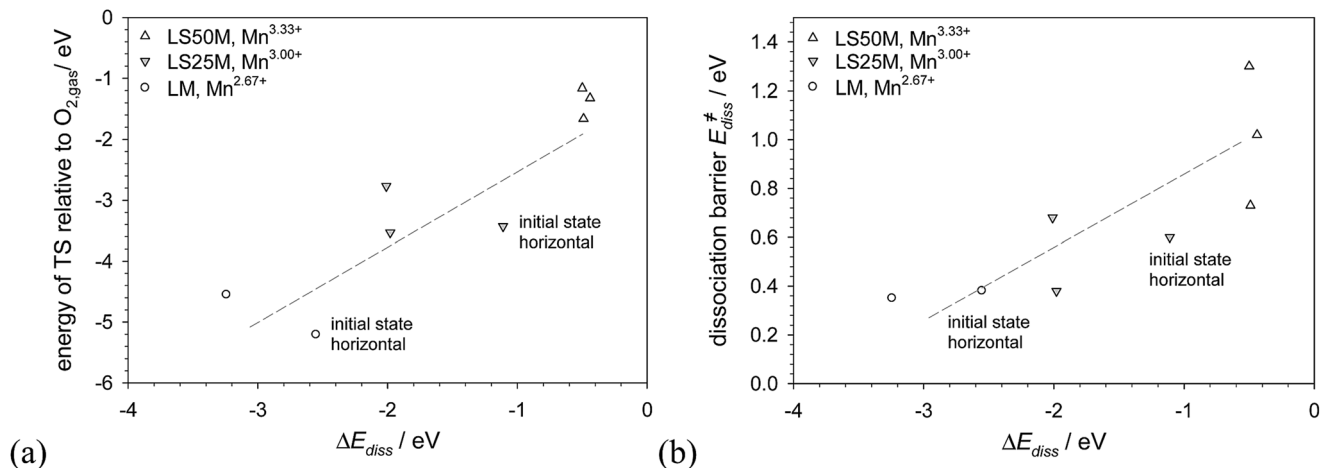 energy of TS relative to O2,gas/ eV
0
-1
-2
-3
-4
-5
-6
△ LS50M, Mn3.33+
▽ LS25M, Mn3.00+
○ LM, Mn2.67+
initial state
horizontal
initial state
horizontal
-4 -3 -2 -1 0
ΔEdiss / eV
(a)
dissociation barrier E≠diss / eV
1.4
1.2
1.0
0.8
0.6
0.4
0.2
0.0
△ LS50M, Mn3.33+
▽ LS25M, Mn3.00+
○ LM, Mn2.67+
initial state
horizontal
initial state
horizontal
-4 -3 -2 -1 0
ΔEdiss / eV
(b)